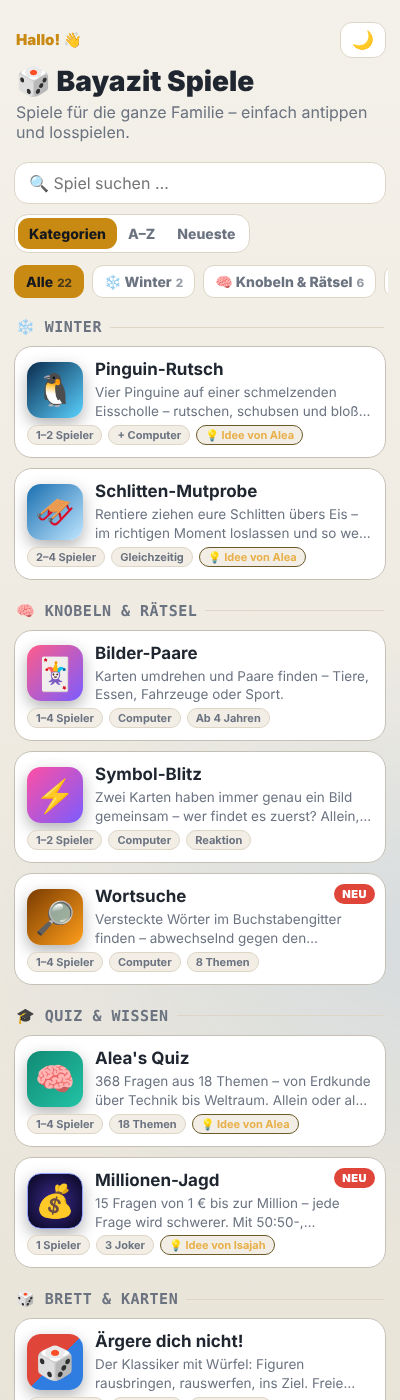 Hallo! 👋
🌙
🎲 Bayazit Spiele
Spiele für die ganze Familie – einfach antippen
und losspielen.
🔍 Spiel suchen ...
Kategorien A–Z Neueste
Alle 22 ❄️ Winter 2 🧠 Knobeln & Rätsel 6
❄️ WINTER
Pinguin-Rutsch
Vier Pinguine auf einer schmelzenden
Eisscholle – rutschen, schubsen und bloß...
1–2 Spieler + Computer 💡 Idee von Alea
Schlitten-Mutprobe
Rentiere ziehen eure Schlitten übers Eis –
im richtigen Moment loslassen und so we...
2–4 Spieler Gleichzeitig 💡 Idee von Alea
🧠 KNOBELN & RÄTSEL
Bilder-Paare
Karten umdrehen und Paare finden – Tiere,
Essen, Fahrzeuge oder Sport.
1–4 Spieler Computer Ab 4 Jahren
Symbol-Blitz
Zwei Karten haben immer genau ein Bild
gemeinsam – wer findet es zuerst? Allein,...
1–2 Spieler Computer Reaktion
Wortsuche NEU
Versteckte Wörter im Buchstabengitter
finden – abwechselnd gegen den...
1–4 Spieler Computer 8 Themen
🎓 QUIZ & WISSEN
Alea's Quiz
368 Fragen aus 18 Themen – von Erdkunde
über Technik bis Weltraum. Allein oder al...
1–4 Spieler 18 Themen 💡 Idee von Alea
Millionen-Jagd NEU
15 Fragen von 1 € bis zur Million – jede
Frage wird schwerer. Mit 50:50-,...
1 Spieler 3 Joker 💡 Idee von Isajah
🎲 BRETT & KARTEN
Ärgere dich nicht!
Der Klassiker mit Würfel: Figuren
rausbringen, rauswerfen, ins Ziel. Freie...